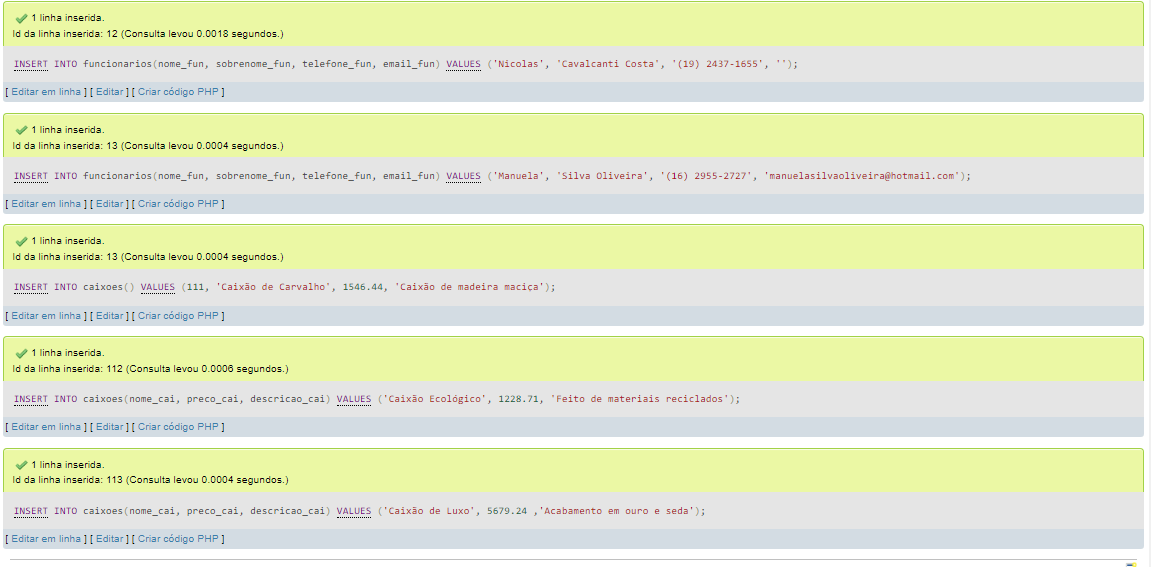 1 linha inserida.
Id da linha inserida: 12 (Consulta levou 0.0018 segundos.)
INSERT INTO funcionarios(nome_fun, sobrenome_fun, telefone_fun, email_fun) VALUES ('Nicolas', 'Cavalcanti Costa', '(19) 2437-1655', '');
[ Editar em linha ] [ Editar ] [ Criar código PHP ]
1 linha inserida.
Id da linha inserida: 13 (Consulta levou 0.0004 segundos.)
INSERT INTO funcionarios(nome_fun, sobrenome_fun, telefone_fun, email_fun) VALUES ('Manuela', 'Silva Oliveira', '(16) 2955-2727', 'manuelasilvaoliveira@hotmail.com');
[ Editar em linha ] [ Editar ] [ Criar código PHP ]
1 linha inserida.
Id da linha inserida: 13 (Consulta levou 0.0004 segundos.)
INSERT INTO caixoes() VALUES (111, 'Caixão de Carvalho', 1546.44, 'Caixão de madeira maciça');
[ Editar em linha ] [ Editar ] [ Criar código PHP ]
1 linha inserida.
Id da linha inserida: 112 (Consulta levou 0.0006 segundos.)
INSERT INTO caixoes(nome_cai, preco_cai, descricao_cai) VALUES ('Caixão Ecológico', 1228.71, 'Feito de materiais reciclados');
[ Editar em linha ] [ Editar ] [ Criar código PHP ]
1 linha inserida.
Id da linha inserida: 113 (Consulta levou 0.0004 segundos.)
INSERT INTO caixoes(nome_cai, preco_cai, descricao_cai) VALUES ('Caixão de Luxo', 5679.24 ,'Acabamento em ouro e seda');
[ Editar em linha ] [ Editar ] [ Criar código PHP ]